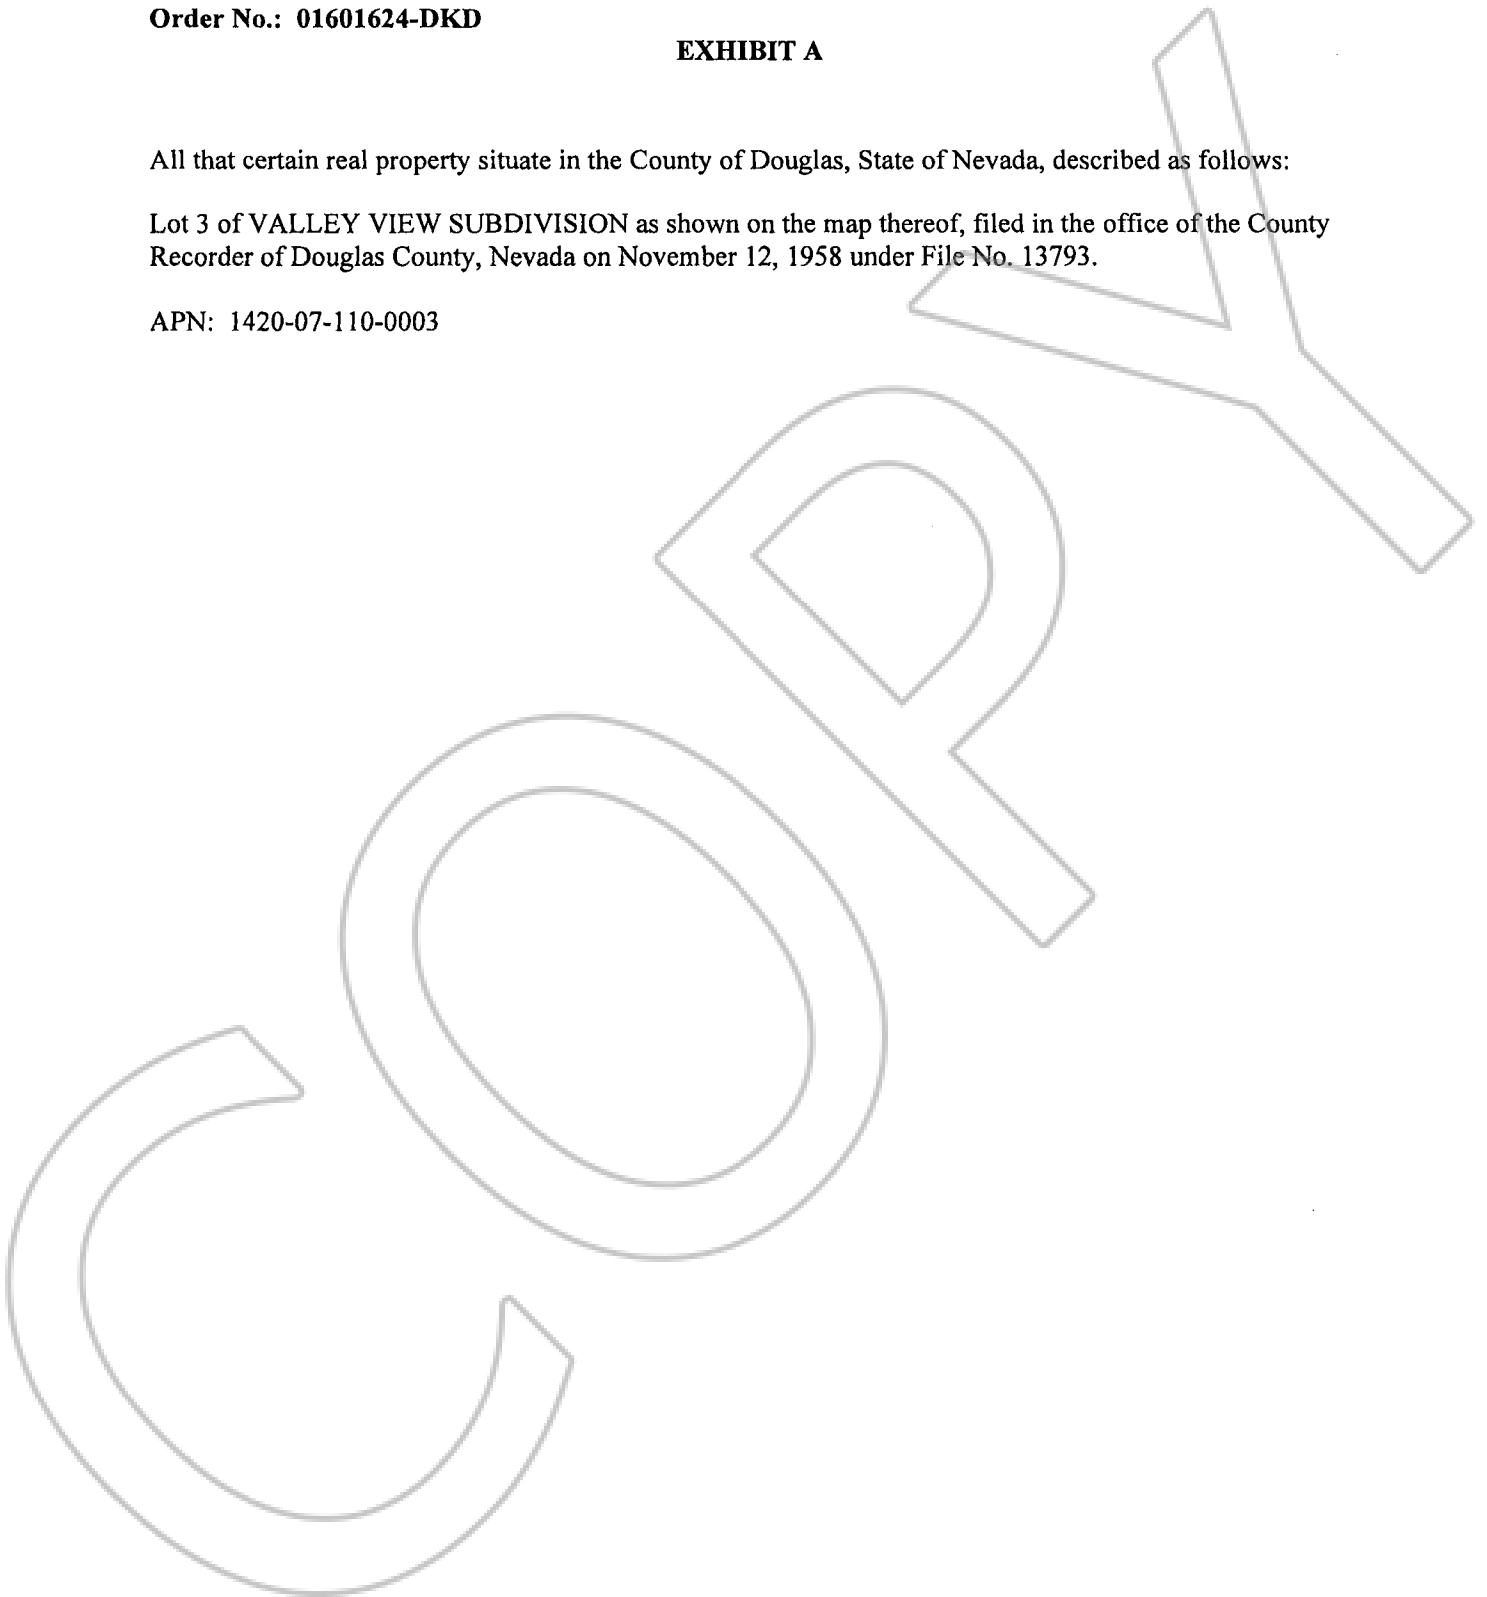 Order No.: 01601624-DKD
EXHIBIT A
All that certain real property situate in the County of Douglas, State of Nevada, described as follows:
Lot 3 of VALLEY VIEW SUBDIVISION as shown on the map thereof, filed in the office of the County
Recorder of Douglas County, Nevada on November 12, 1958 under File No. 13793.
APN: 1420-07-110-0003
COPY